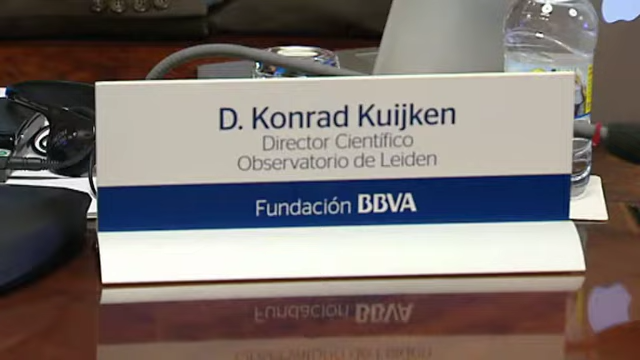 D. Konrad Kuijken
Director Científico
Observatorio de Leiden
Fundación BBVA